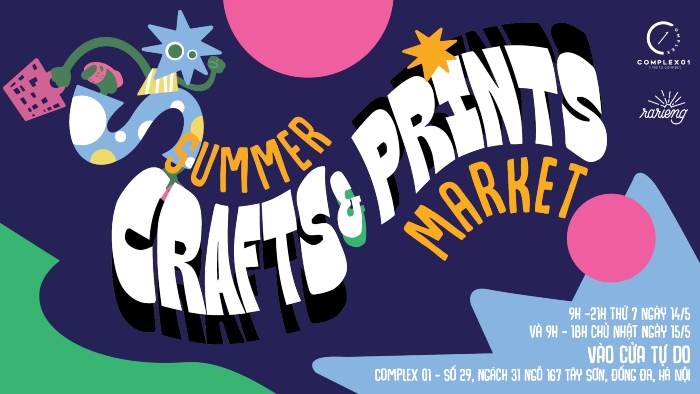 COMPLEX01
rarieng
SUMMER
CRAFTS & PRINTS
MARKET
9H -21H THỨ 7 NGÀY 14/5
VÀ 9H - 18H CHỦ NHẬT NGÀY 15/5
VÀO CỬA TỰ DO
COMPLEX 01 - SỐ 29, NGÁCH 31 NGÕ 167 TÂY SƠN, ĐỐNG ĐA, HÀ NỘI